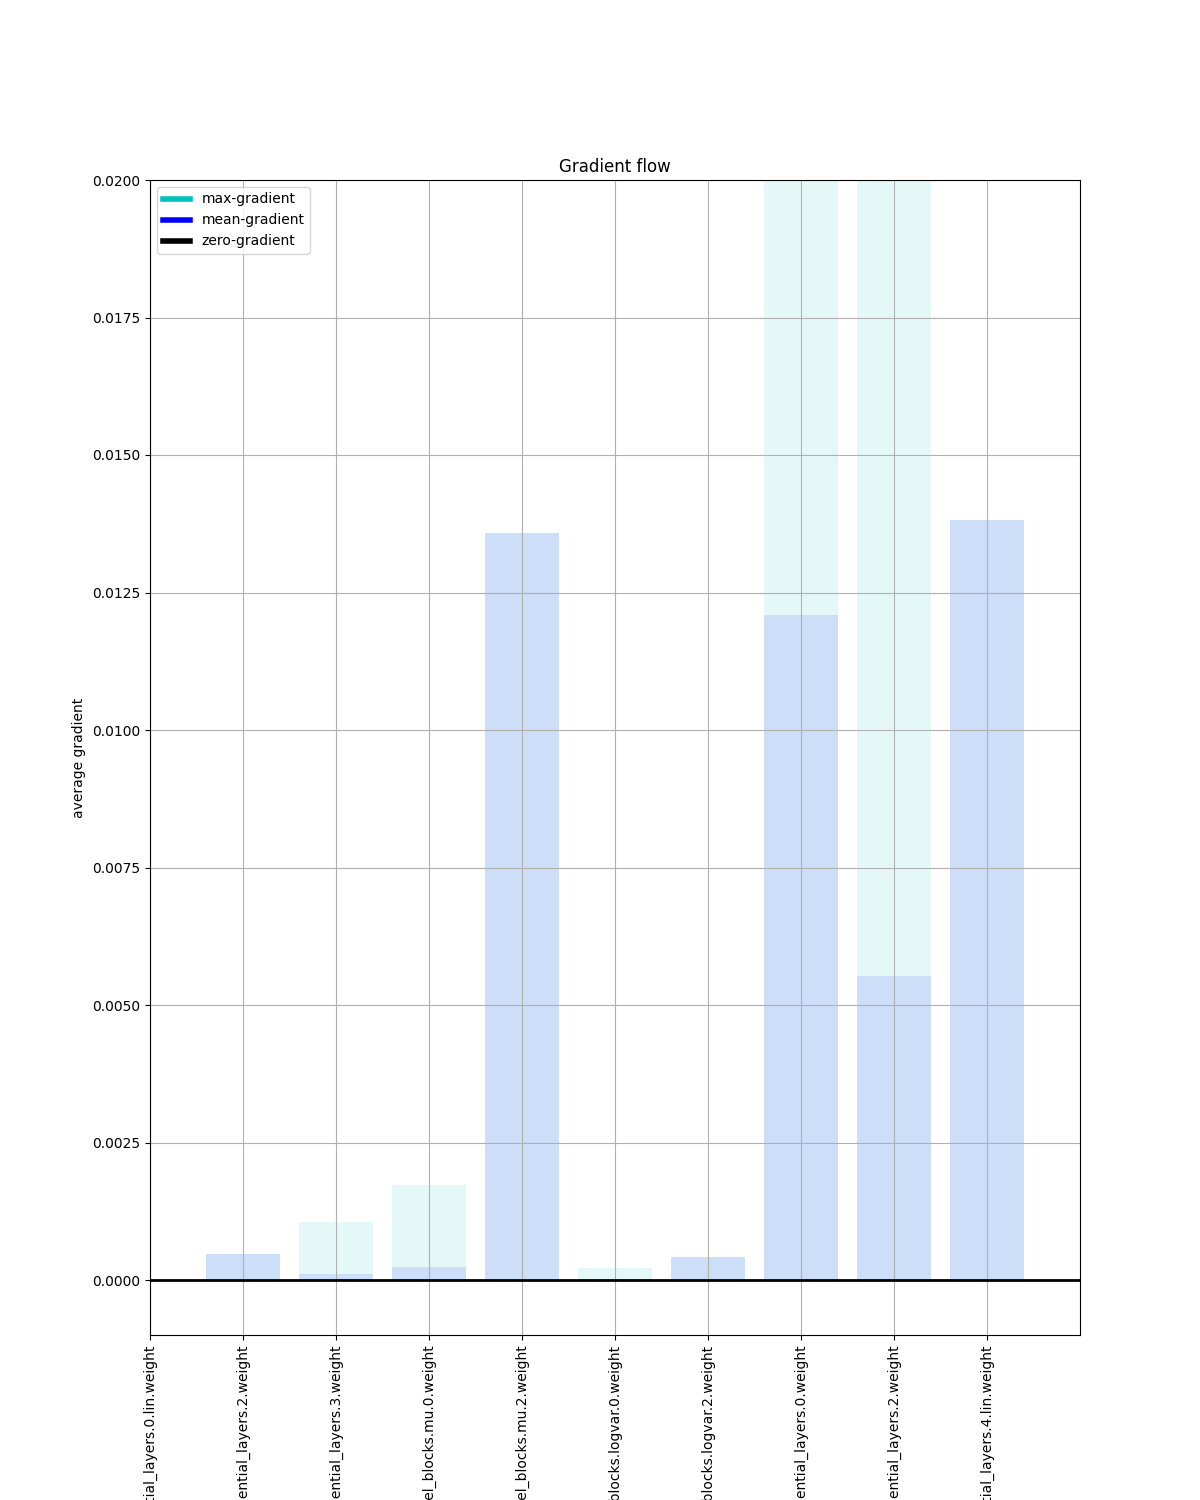 Gradient flow
max-gradient
mean-gradient
zero-gradient
0.0200
0.0175
0.0150
0.0125
0.0100
0.0075
0.0050
0.0025
0.0000
average gradient
tial_layers.0.lin.weight
ential_layers.2.weight
ential_layers.3.weight
el_blocks.mu.0.weight
el_blocks.mu.2.weight
blocks.logvar.0.weight
blocks.logvar.2.weight
ential_layers.0.weight
ential_layers.2.weight
tial_layers.4.lin.weight